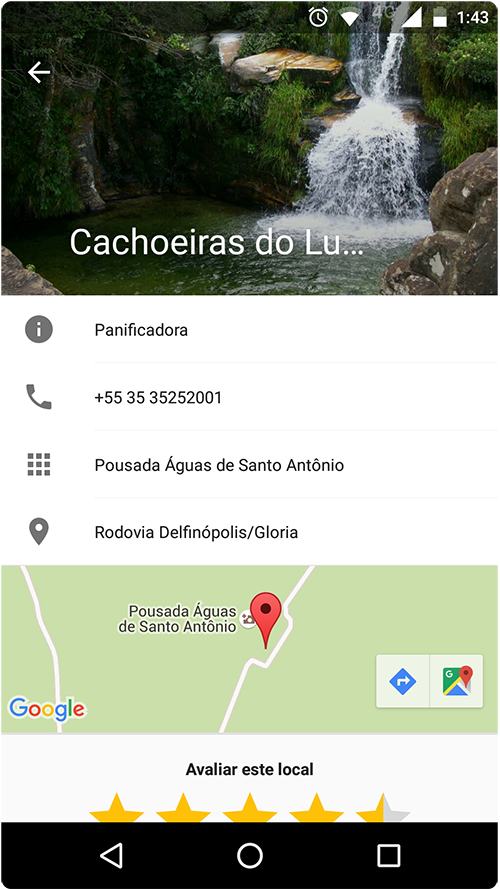 4G 1:43
Cachoeiras do Lu...
Panificadora
+55 35 35252001
Pousada Águas de Santo Antônio
Rodovia Delfinópolis/Gloria
Pousada Águas
de Santo Antônio
Google
Avaliar este local